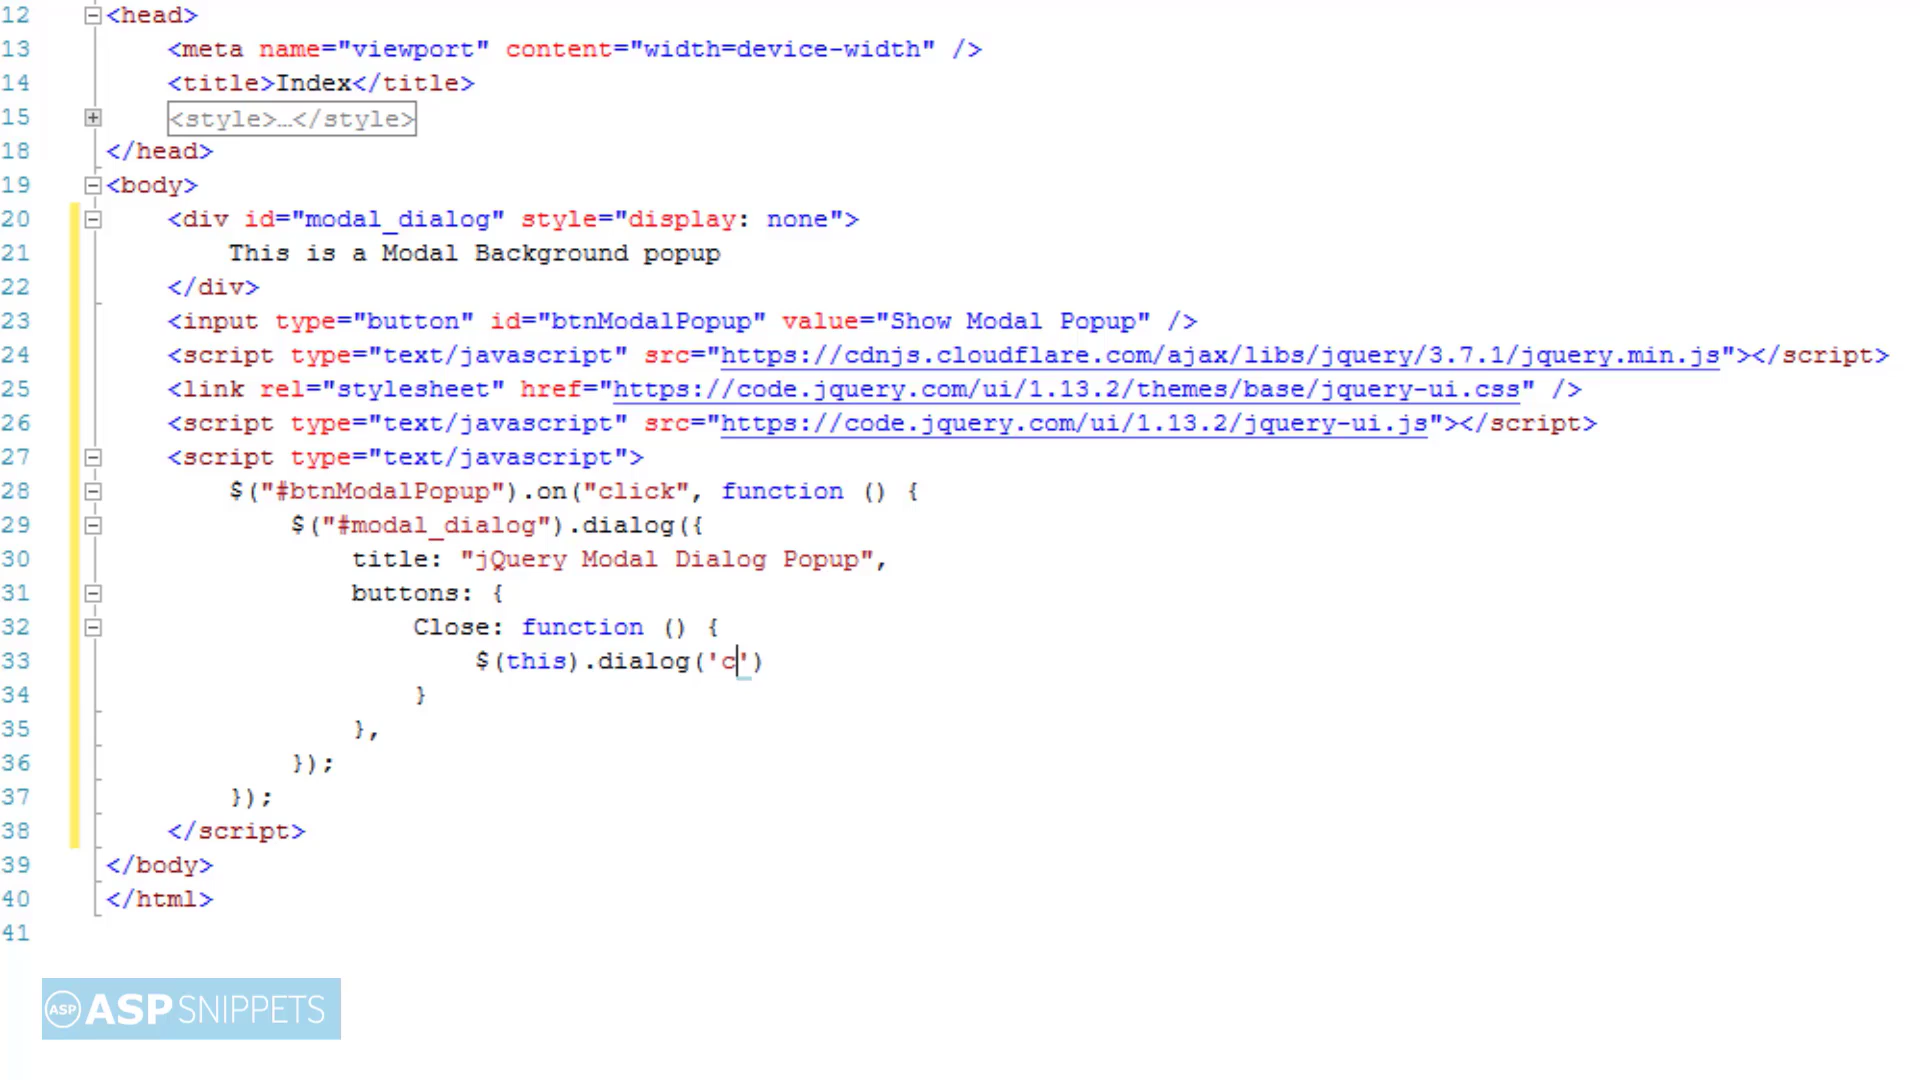 12 <head>
13 <meta name="viewport" content="width=device-width" />
14 <title>Index</title>
15 <style>…</style>
18 </head>
19 <body>
20 <div id="modal_dialog" style="display: none">
21 This is a Modal Background popup
22 </div>
23 <input type="button" id="btnModalPopup" value="Show Modal Popup" />
24 <script type="text/javascript" src="https://cdnjs.cloudflare.com/ajax/libs/jquery/3.7.1/jquery.min.js"></script>
25 <link rel="stylesheet" href="https://code.jquery.com/ui/1.13.2/themes/base/jquery-ui.css" />
26 <script type="text/javascript" src="https://code.jquery.com/ui/1.13.2/jquery-ui.js"></script>
27 <script type="text/javascript">
28 $("#btnModalPopup").on("click", function () {
29 $("#modal_dialog").dialog({
30 title: "jQuery Modal Dialog Popup",
31 buttons: {
32 Close: function () {
33 $(this).dialog('c')
34 }
35 },
36 });
37 });
38 </script>
39 </body>
40 </html>
41
ASP ASPSNIPPETS